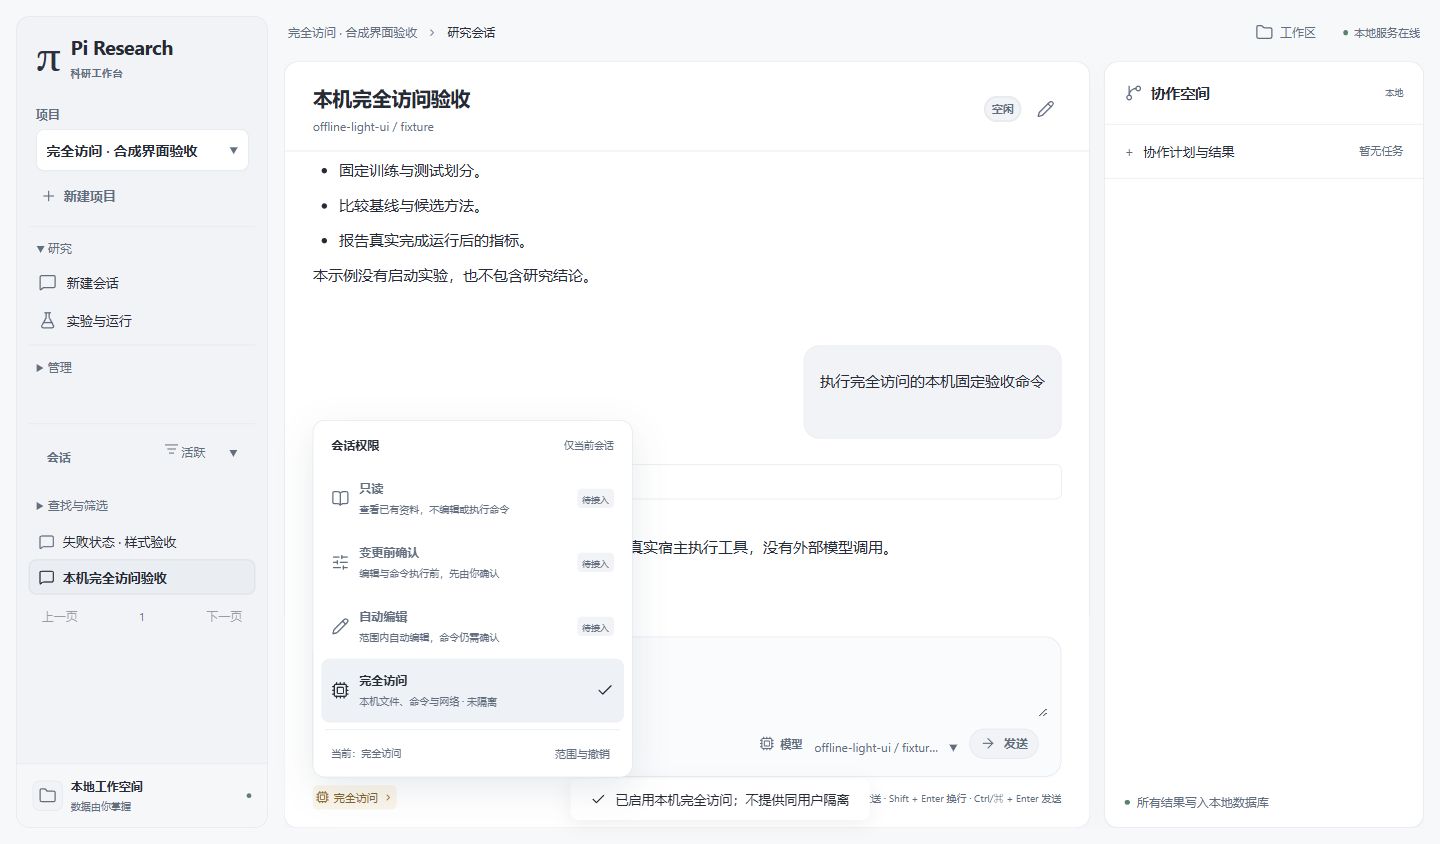 Pi Research
科研工作台
项目
完全访问 · 合成界面验收
新建项目
研究
新建会话
实验与运行
管理
会话
活跃
查找与筛选
失败状态 · 样式验收
本机完全访问验收
上一页
1
下一页
本地工作空间
数据由你掌握
完全访问 · 合成界面验收 › 研究会话
工作区
本地服务在线
本机完全访问验收
offline-light-ui / fixture
空闲
• 固定训练与测试划分。
• 比较基线与候选方法。
• 报告真实完成运行后的指标。
本示例没有启动实验，也不包含研究结论。
执行完全访问的本机固定验收命令
真实宿主执行工具，没有外部模型调用。
会话权限
仅当前会话
只读
查看已有资料，不编辑或执行命令
待接入
变更前确认
编辑与命令执行前，先由你确认
待接入
自动编辑
范围内自动编辑，命令仍需确认
待接入
完全访问
本机文件、命令与网络 · 未隔离
当前：完全访问
范围与撤销
模型
offline-light-ui / fixtur...
发送
完全访问 ›
已启用本机完全访问；不提供同用户隔离
送 · Shift + Enter 换行 · Ctrl/⌘ + Enter 发送
协作空间
本地
+ 协作计划与结果
暂无任务
所有结果写入本地数据库